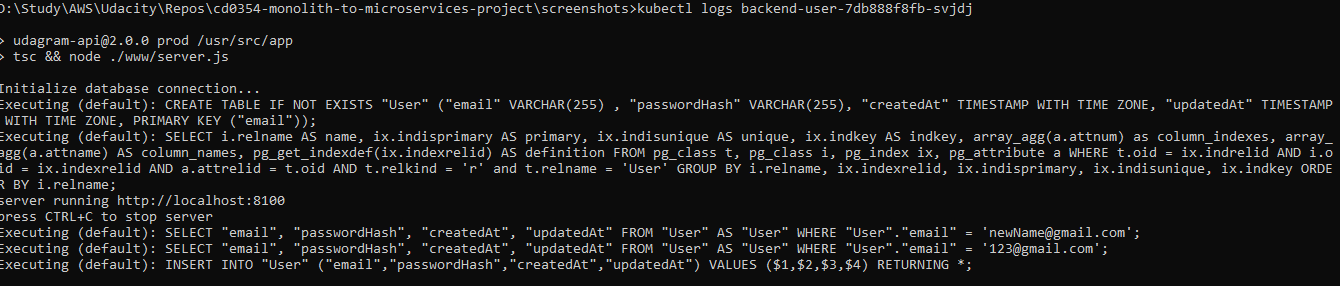 D:\Study\AWS\Udacity\Repos\cd0354-monolith-to-microservices-project\screenshots>kubectl logs backend-user-7db888f8fb-svjdj
> udagram-api@2.0.0 prod /usr/src/app
> tsc && node ./www/server.js
Initialize database connection...
Executing (default): CREATE TABLE IF NOT EXISTS "User" ("email" VARCHAR(255) , "passwordHash" VARCHAR(255), "createdAt" TIMESTAMP WITH TIME ZONE, "updatedAt" TIMESTAMP
 WITH TIME ZONE, PRIMARY KEY ("email"));
Executing (default): SELECT i.relname AS name, ix.indisprimary AS primary, ix.indisunique AS unique, ix.indkey AS indkey, array_agg(a.attnum) as column_indexes, array_
agg(a.attname) AS column_names, pg_get_indexdef(ix.indexrelid) AS definition FROM pg_class t, pg_class i, pg_index ix, pg_attribute a WHERE t.oid = ix.indrelid AND i.o
id = ix.indexrelid AND a.attrelid = t.oid AND t.relkind = 'r' and t.relname = 'User' GROUP BY i.relname, ix.indexrelid, ix.indisprimary, ix.indisunique, ix.indkey ORDE
R BY i.relname;
server running http://localhost:8100
press CTRL+C to stop server
Executing (default): SELECT "email", "passwordHash", "createdAt", "updatedAt" FROM "User" AS "User" WHERE "User"."email" = 'newName@gmail.com';
Executing (default): SELECT "email", "passwordHash", "createdAt", "updatedAt" FROM "User" AS "User" WHERE "User"."email" = '123@gmail.com';
Executing (default): INSERT INTO "User" ("email","passwordHash","createdAt","updatedAt") VALUES ($1,$2,$3,$4) RETURNING *;